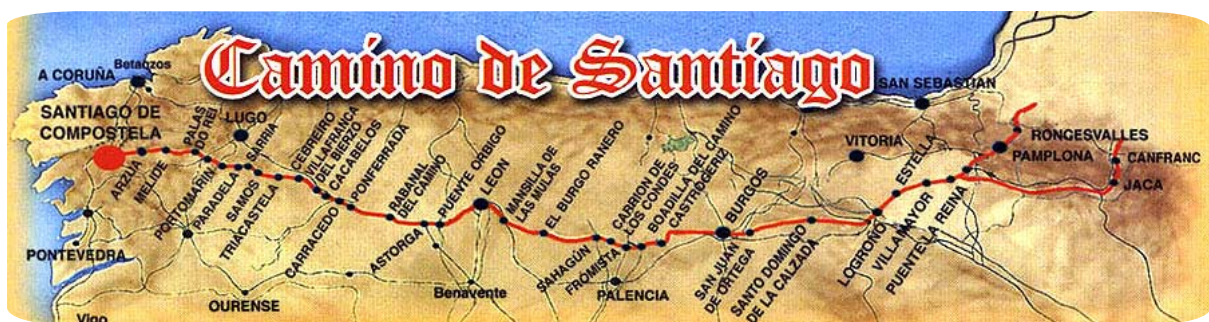 Camino de Santiago
A CORUÑA
Betanzos
SANTIAGO DE
COMPOSTELA
ARZUA
MELIDE
PALAS
DO REI
LUGO
PORTOMARIN
PARADELA
SARRIA
SAMOS
TRIACASTELA
CEBREIRO
VILLAFRANCA
DEL BIERZO
CACABELOS
CARRACEDO
PONFERRADA
RABANAL
DEL CAMINO
ASTORGA
PUENTE ORBIGO
LEON
MANSILLA DE
LAS MULAS
EL BURGO RANERO
SAHAGÚN
FROMISTA
CARRION DE
LOS CONDES
BOADILLA DEL CAMINO
CASTROGERIZ
BURGOS
SAN JUAN
DE ORTEGA
SANTO DOMINGO
DE LA CALZADA
LOGROÑO
VILLAMAYOR
ESTELLA
PUENTE LA REINA
SAN SEBASTIAN
VITORIA
RONCESVALLES
PAMPLONA
CANFRANC
JACA
PONTEVEDRA
OURENSE
Benavente
PALENCIA
Vigo